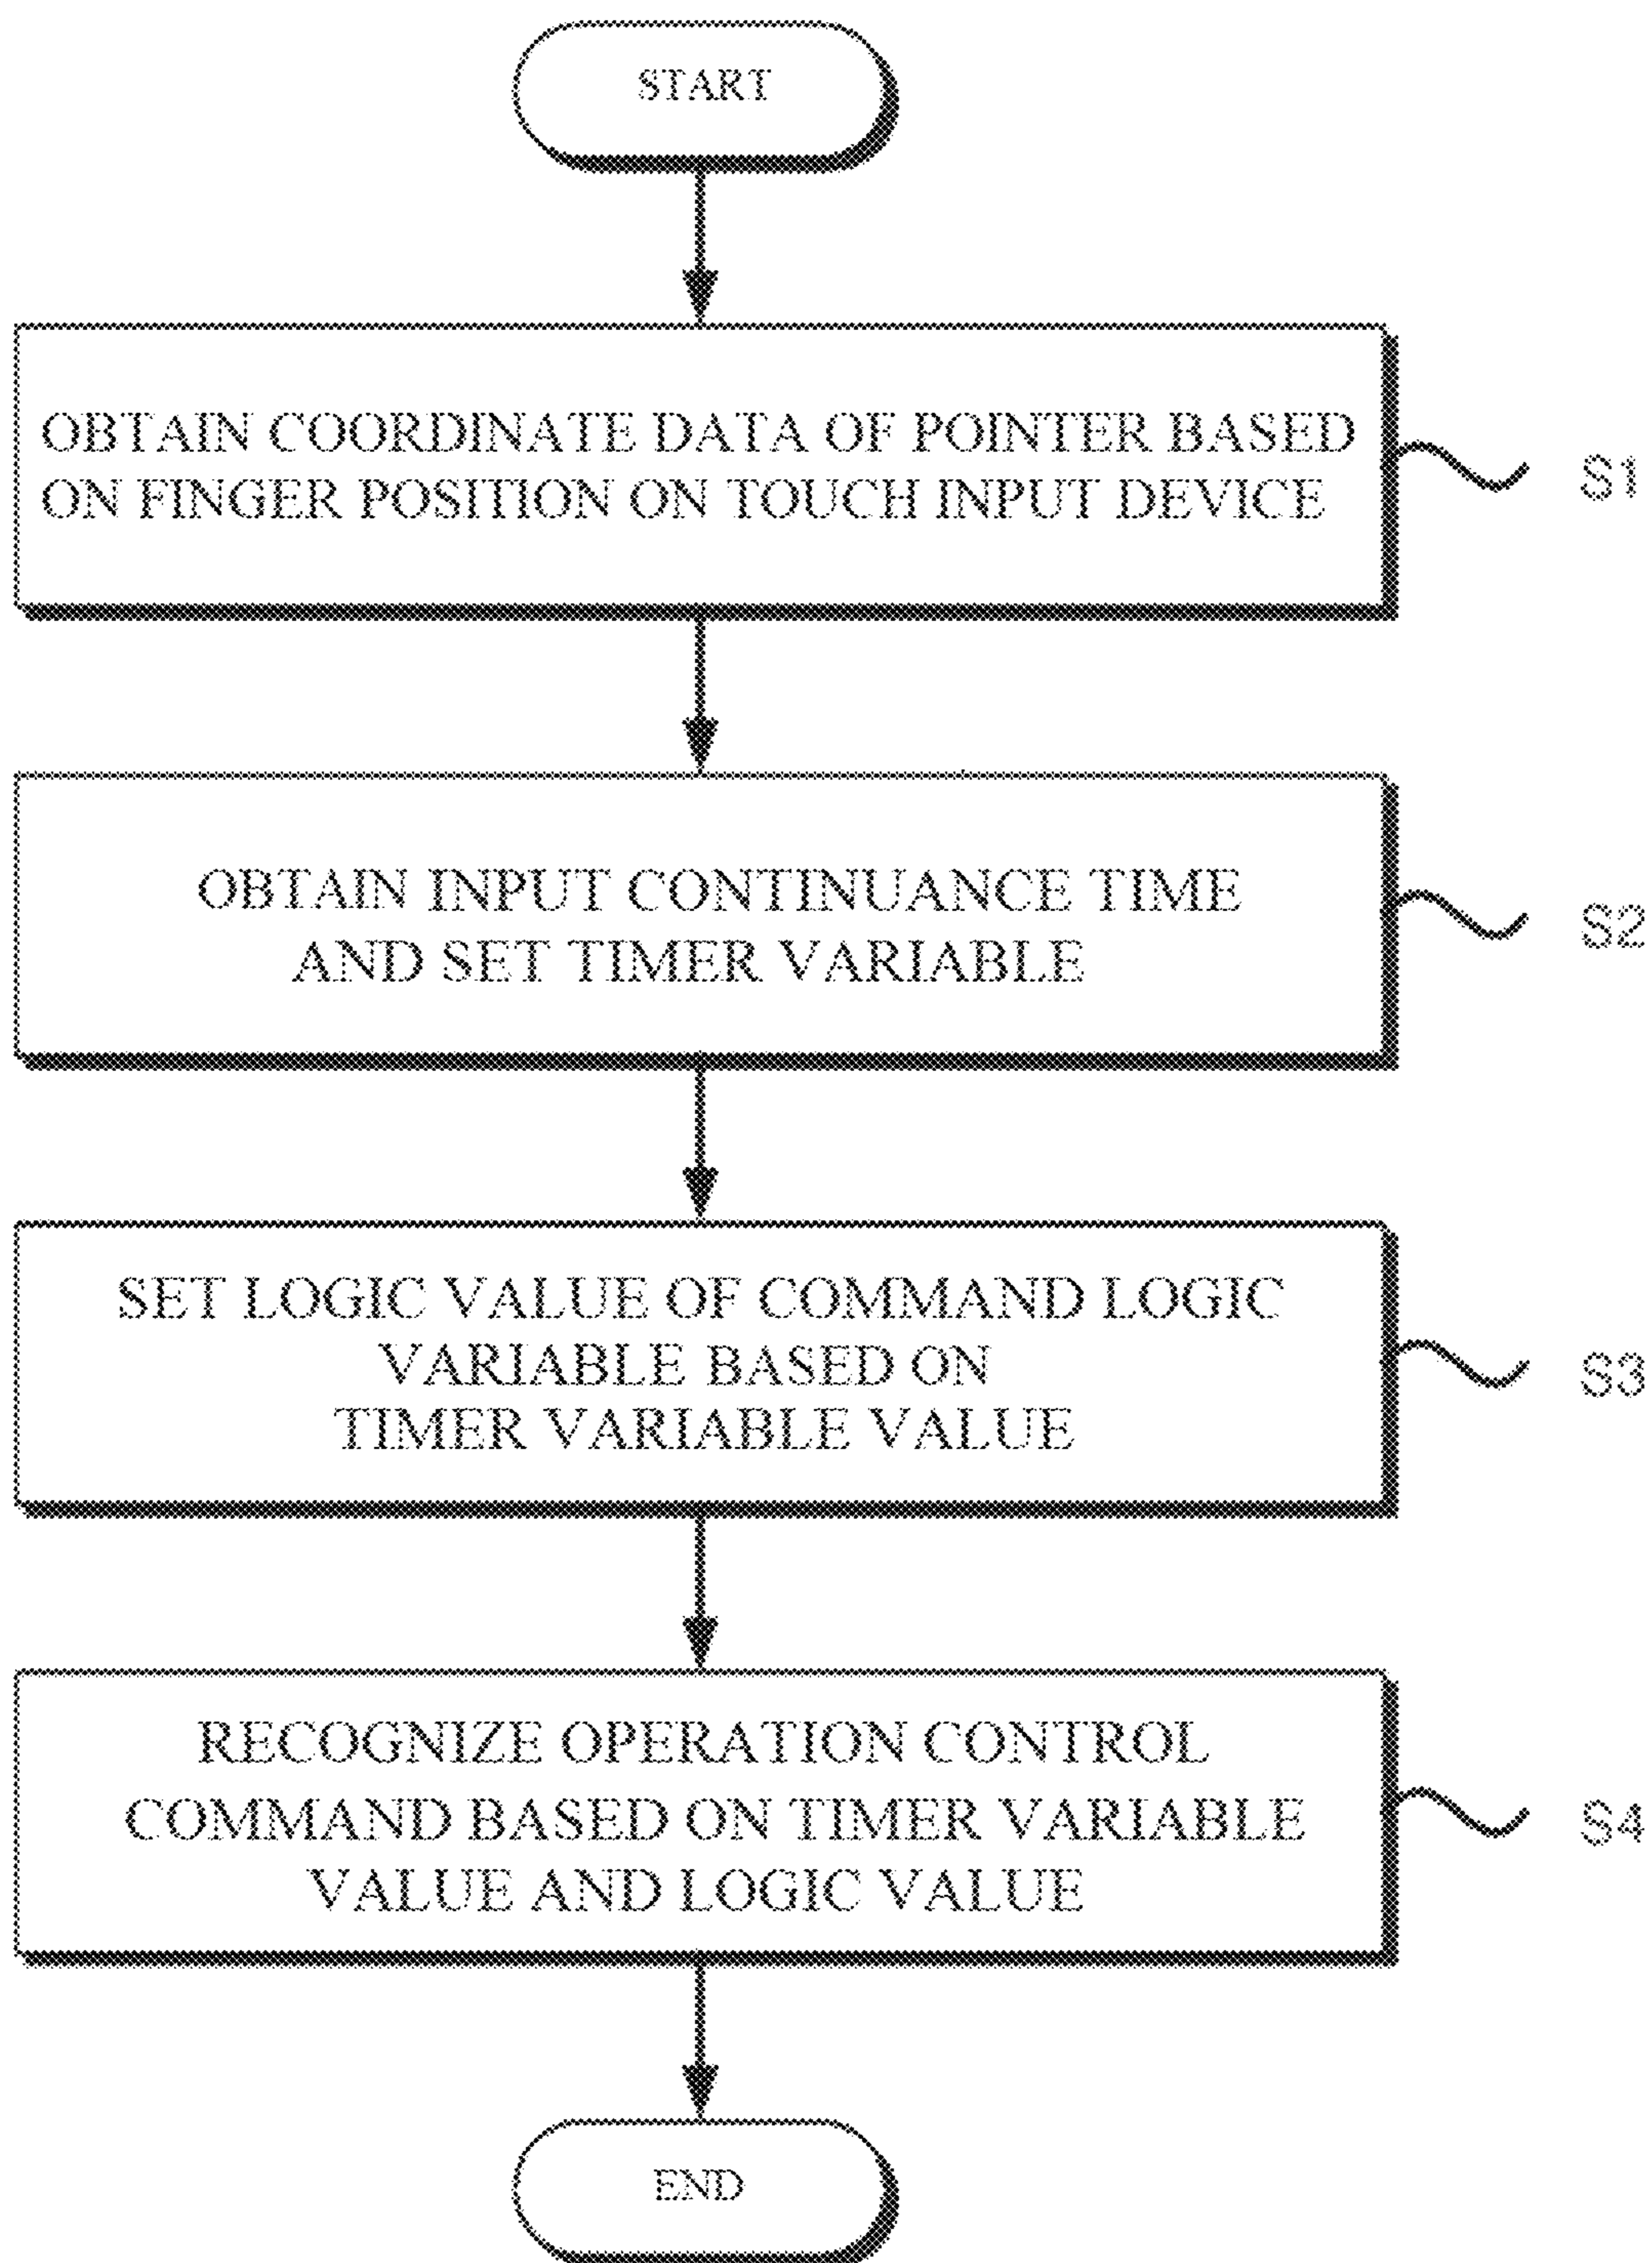 START
OBTAIN COORDINATE DATA OF POINTER BASED
ON FINGER POSITION ON TOUCH INPUT DEVICE
S1
OBTAIN INPUT CONTINUANCE TIME
AND SET TIMER VARIABLE
S2
SET LOGIC VALUE OF COMMAND LOGIC
VARIABLE BASED ON
TIMER VARIABLE VALUE
S3
RECOGNIZE OPERATION CONTROL
COMMAND BASED ON TIMER VARIABLE
VALUE AND LOGIC VALUE
S4
END